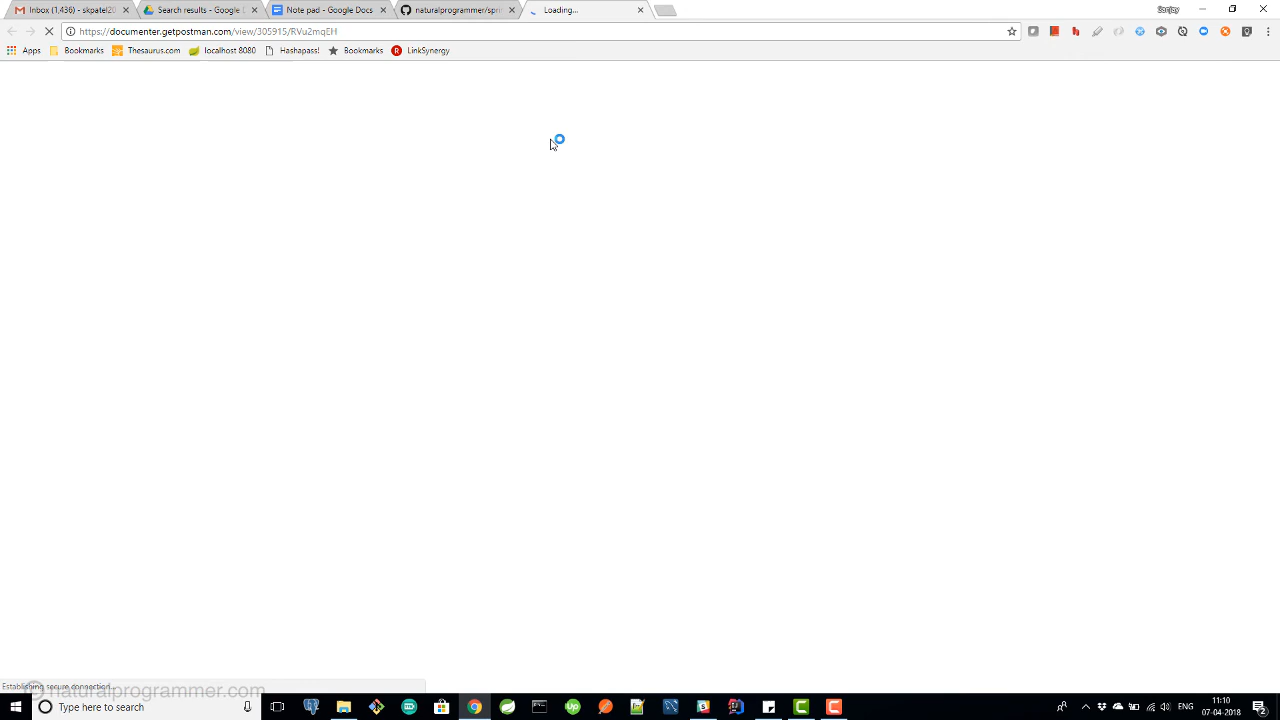 Inbox (1,436) - skpatel20
Search results - Google
Note pad - Google Docs
naturalprogrammer/spri
Loading...
Sanjay
https://documenter.getpostman.com/view/305915/RVu2mqEH
Apps
Bookmarks
Thesaurus.com
localhost 8080
Hashapass!
Bookmarks
LinkSynergy
Establishing secure connection...
naturalprogrammer.com
Type here to search
ENG
11:10
07-04-2018
2